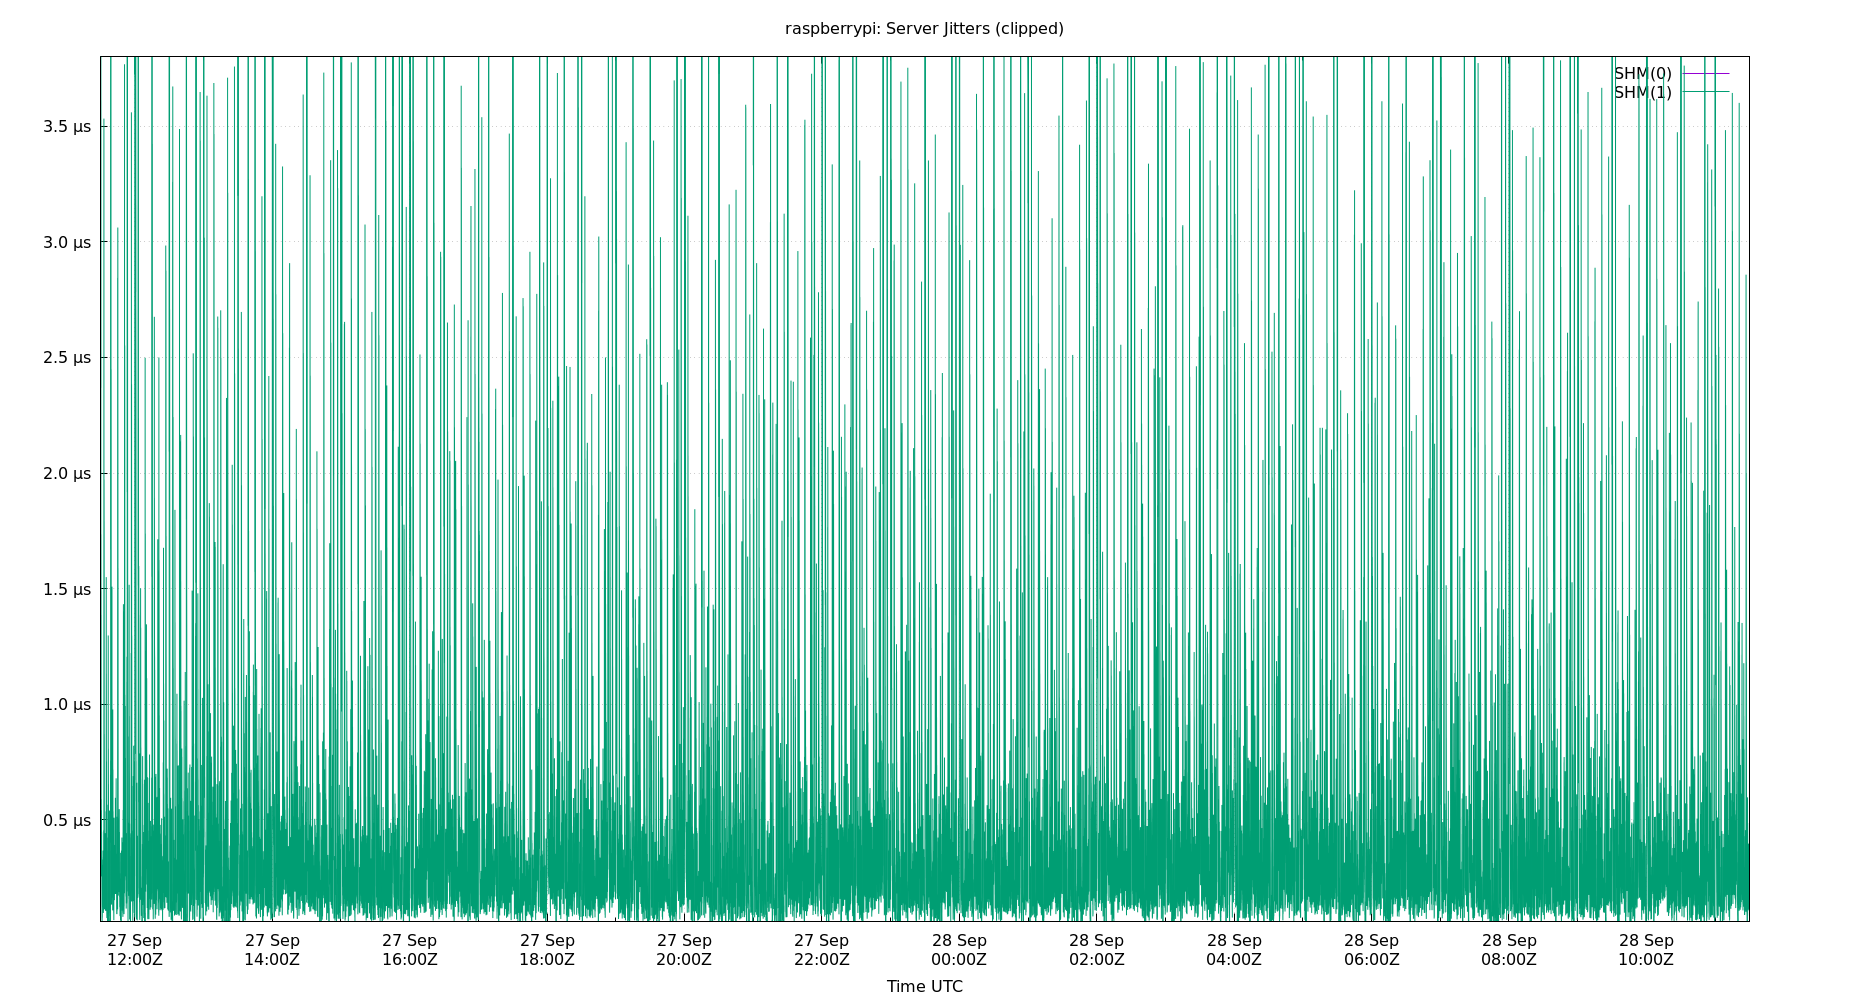 raspberrypi: Server Jitters (clipped)
SHM(0)
SHM(1)
3.5 µs
3.0 µs
2.5 µs
2.0 µs
1.5 µs
1.0 µs
0.5 µs
27 Sep 27 Sep 27 Sep 27 Sep 27 Sep 27 Sep 28 Sep 28 Sep 28 Sep 28 Sep 28 Sep 28 Sep
12:00Z 14:00Z 16:00Z 18:00Z 20:00Z 22:00Z 00:00Z 02:00Z 04:00Z 06:00Z 08:00Z 10:00Z
Time UTC